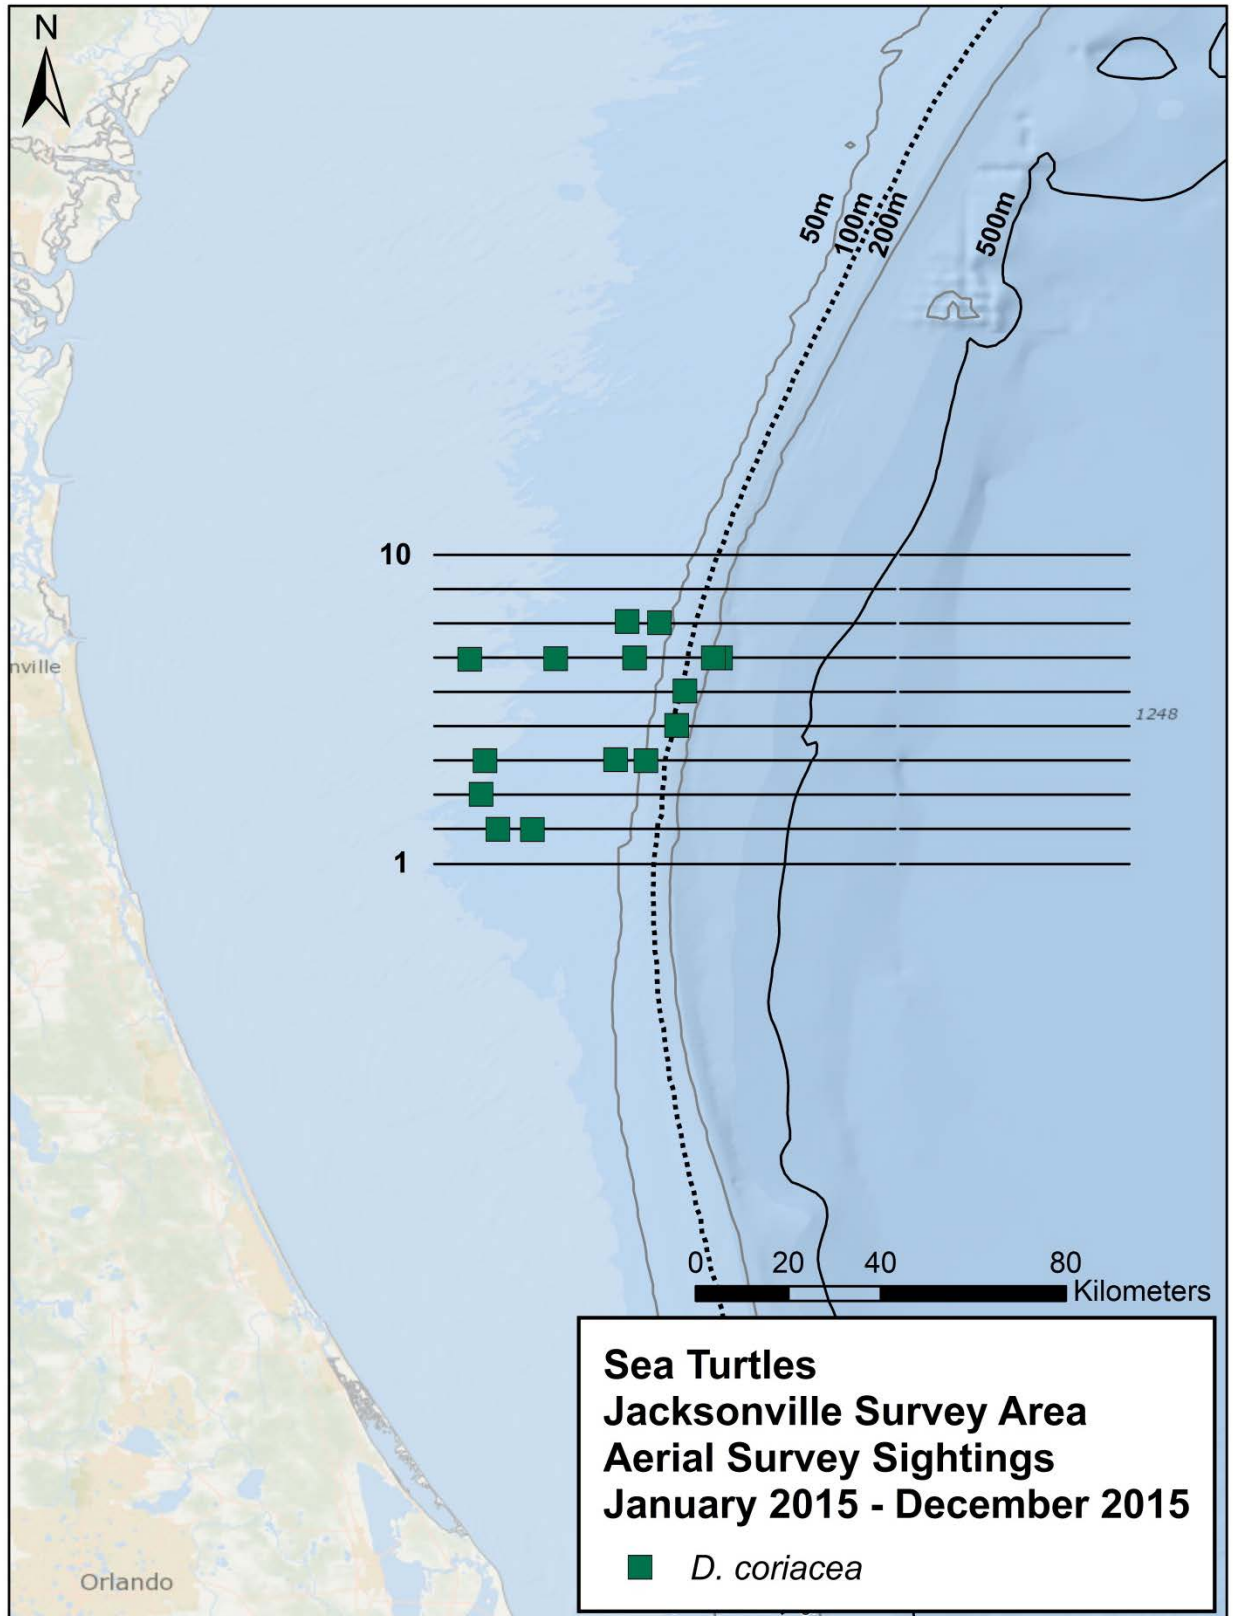 N
50m
100m
200m
500m
10
nville
1248
1
0 20 40 80
Kilometers
Sea Turtles
Jacksonville Survey Area
Aerial Survey Sightings
January 2015 - December 2015
D. coriacea
Orlando